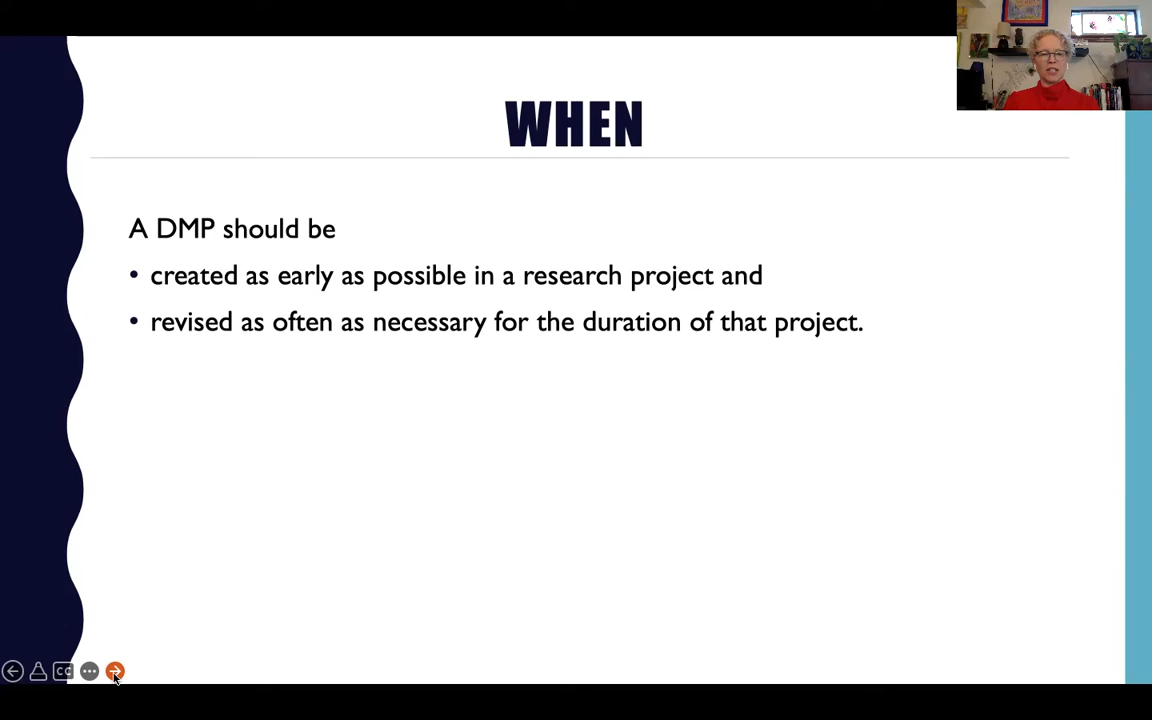 WHEN
A DMP should be
• created as early as possible in a research project and
• revised as often as necessary for the duration of that project.
CC